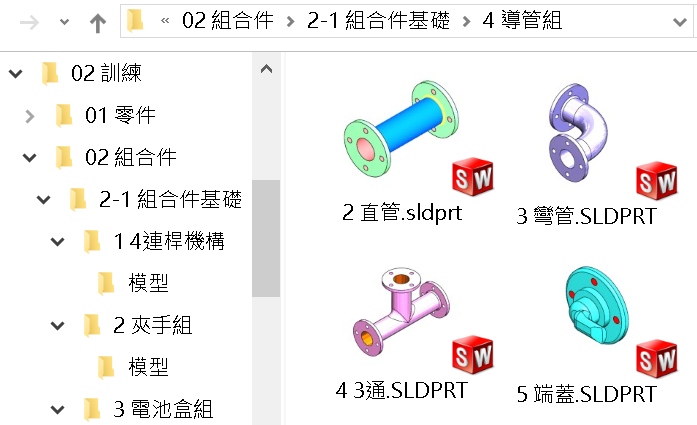 « 02 組合件 › 2-1 組合件基礎 › 4 導管組
02 訓練
01 零件
02 組合件
2-1 組合件基礎
1 4連桿機構
模型
2 夾手組
模型
3 電池盒組
2 直管.sldprt
3 彎管.SLDPRT
4 3通.SLDPRT
5 端蓋.SLDPRT
SW
SW
SW
SW